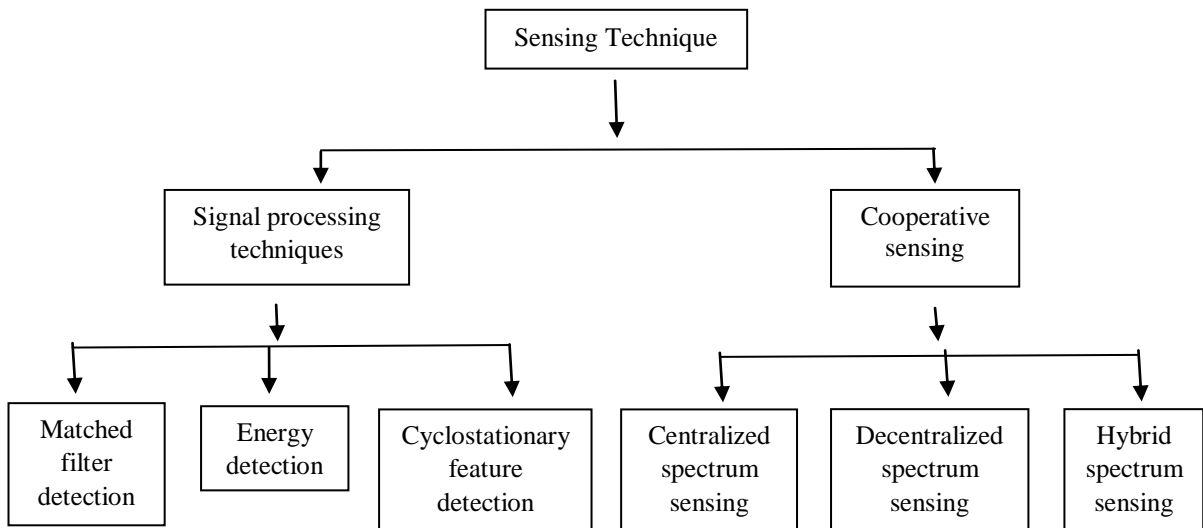 Sensing Technique
Signal processing
techniques
Cooperative
sensing
Matched
filter
detection
Energy
detection
Cyclostationary
feature
detection
Centralized
spectrum
sensing
Decentralized
spectrum
sensing
Hybrid
spectrum
sensing